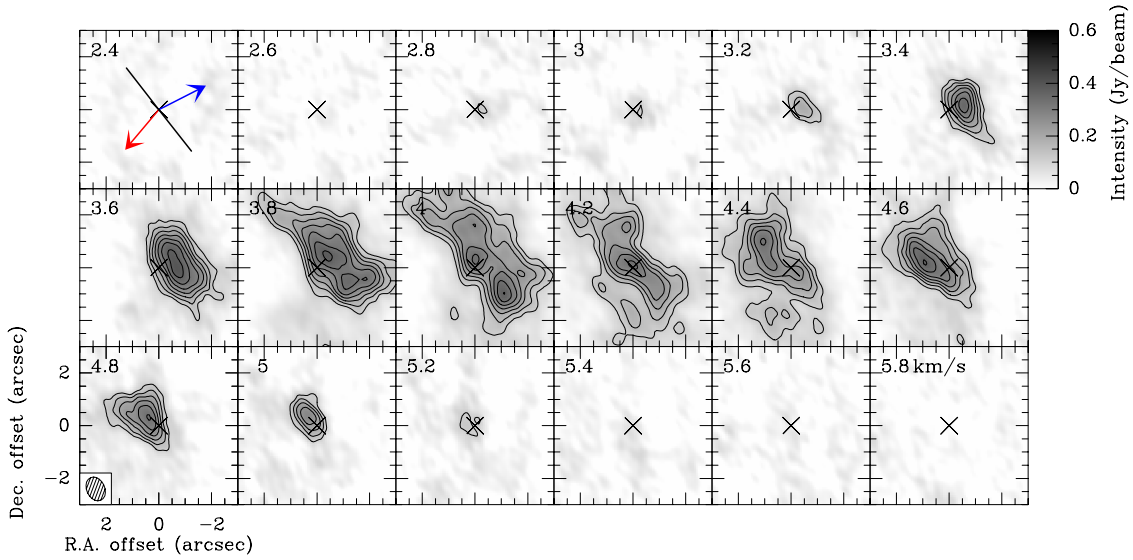 2.4 2.6 2.8 3 3.2 3.4
0.6
0.4
0.2
0
Intensity (Jy/beam)
3.6 3.8 4 4.2 4.4 4.6
4.8 5 5.2 5.4 5.6 5.8km/s
2
0
−2
Dec. offset (arcsec)
2 0 −2
R.A. offset (arcsec)